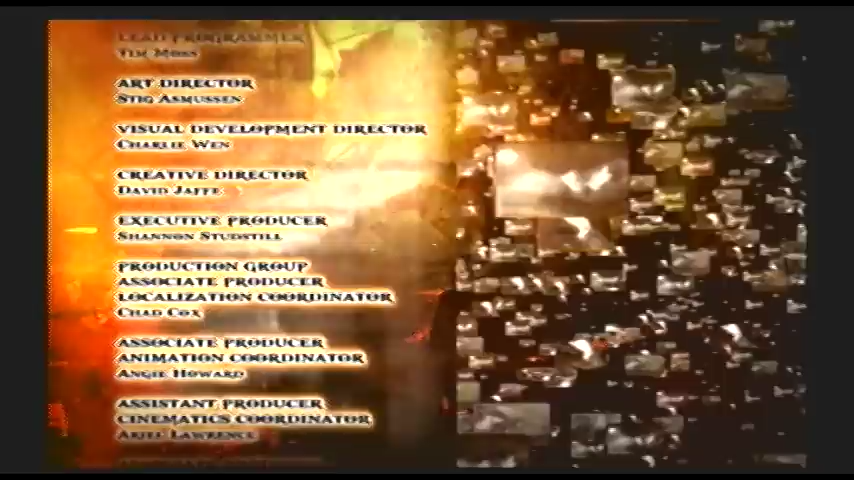 LEAD PROGRAMMER
TIM MOSS
ART DIRECTOR
STIG ASMUSSEN
VISUAL DEVELOPMENT DIRECTOR
CHARLIE WEN
CREATIVE DIRECTOR
DAVID JAFFE
EXECUTIVE PRODUCER
SHANNON STUDSTILL
PRODUCTION GROUP
ASSOCIATE PRODUCER
LOCALIZATION COORDINATOR
CHAD COX
ASSOCIATE PRODUCER
ANIMATION COORDINATOR
ANGIE HOWARD
ASSISTANT PRODUCER
CINEMATICS COORDINATOR
ARIEL LAWRENCE